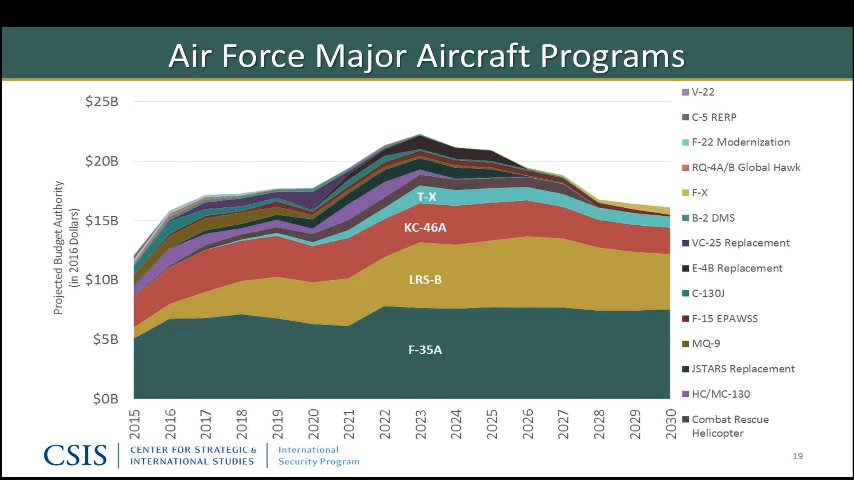 Air Force Major Aircraft Programs
Projected Budget Authority
(in 2016 Dollars)
$25B
$20B
$15B
$10B
$5B
$0B
T-X
KC-46A
LRS-B
F-35A
2015
2016
2017
2018
2019
2020
2021
2022
2023
2024
2025
2026
2027
2028
2029
2030
V-22
C-5 RERP
F-22 Modernization
RQ-4A/B Global Hawk
F-X
B-2 DMS
VC-25 Replacement
E-4B Replacement
C-130J
F-15 EPAWSS
MQ-9
JSTARS Replacement
HC/MC-130
Combat Rescue
Helicopter
CSIS
CENTER FOR STRATEGIC &
INTERNATIONAL STUDIES
International
Security Program
19